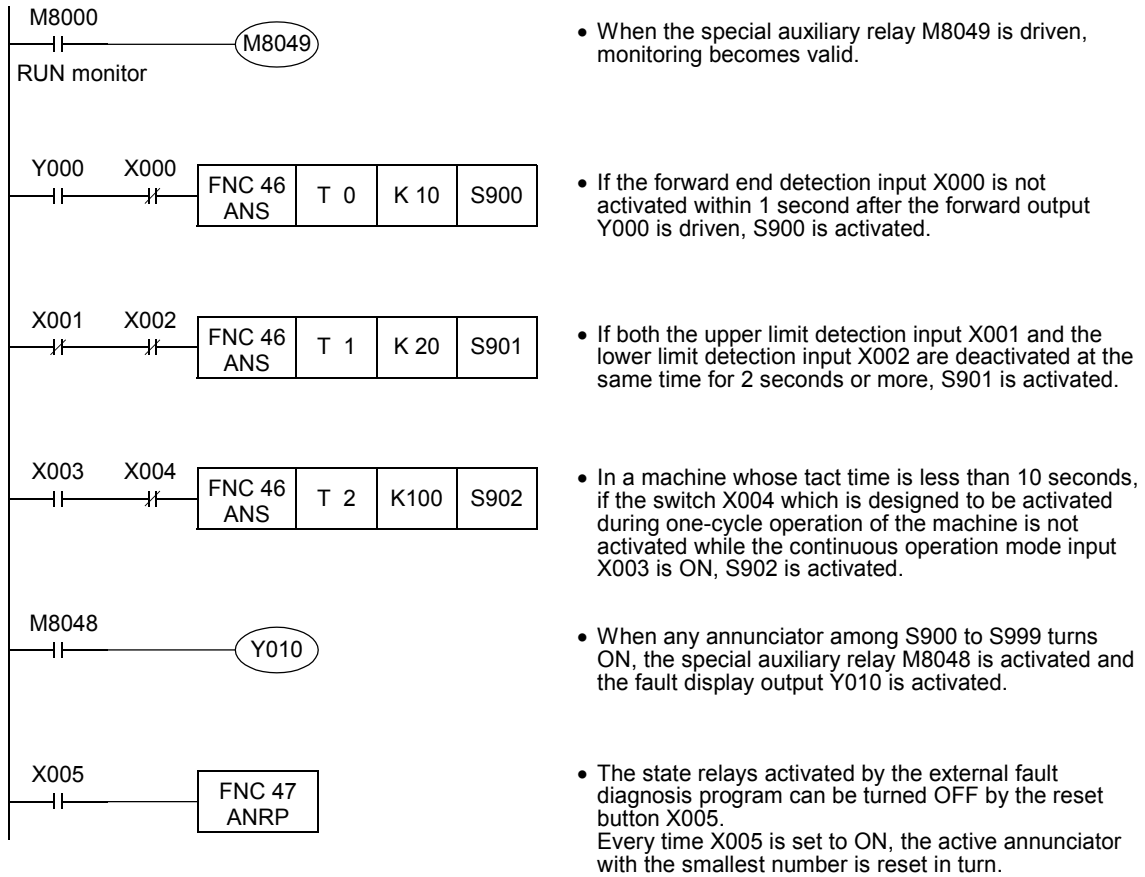 M8000
M8049
RUN monitor
• When the special auxiliary relay M8049 is driven,
monitoring becomes valid.
Y000 X000
FNC 46
ANS
T 0 K 10 S900
• If the forward end detection input X000 is not
activated within 1 second after the forward output
Y000 is driven, S900 is activated.
X001 X002
FNC 46
ANS
T 1 K 20 S901
• If both the upper limit detection input X001 and the
lower limit detection input X002 are deactivated at the
same time for 2 seconds or more, S901 is activated.
X003 X004
FNC 46
ANS
T 2 K100 S902
• In a machine whose tact time is less than 10 seconds,
if the switch X004 which is designed to be activated
during one-cycle operation of the machine is not
activated while the continuous operation mode input
X003 is ON, S902 is activated.
M8048
Y010
• When any annunciator among S900 to S999 turns
ON, the special auxiliary relay M8048 is activated and
the fault display output Y010 is activated.
X005
FNC 47
ANRP
• The state relays activated by the external fault
diagnosis program can be turned OFF by the reset
button X005.
Every time X005 is set to ON, the active annunciator
with the smallest number is reset in turn.